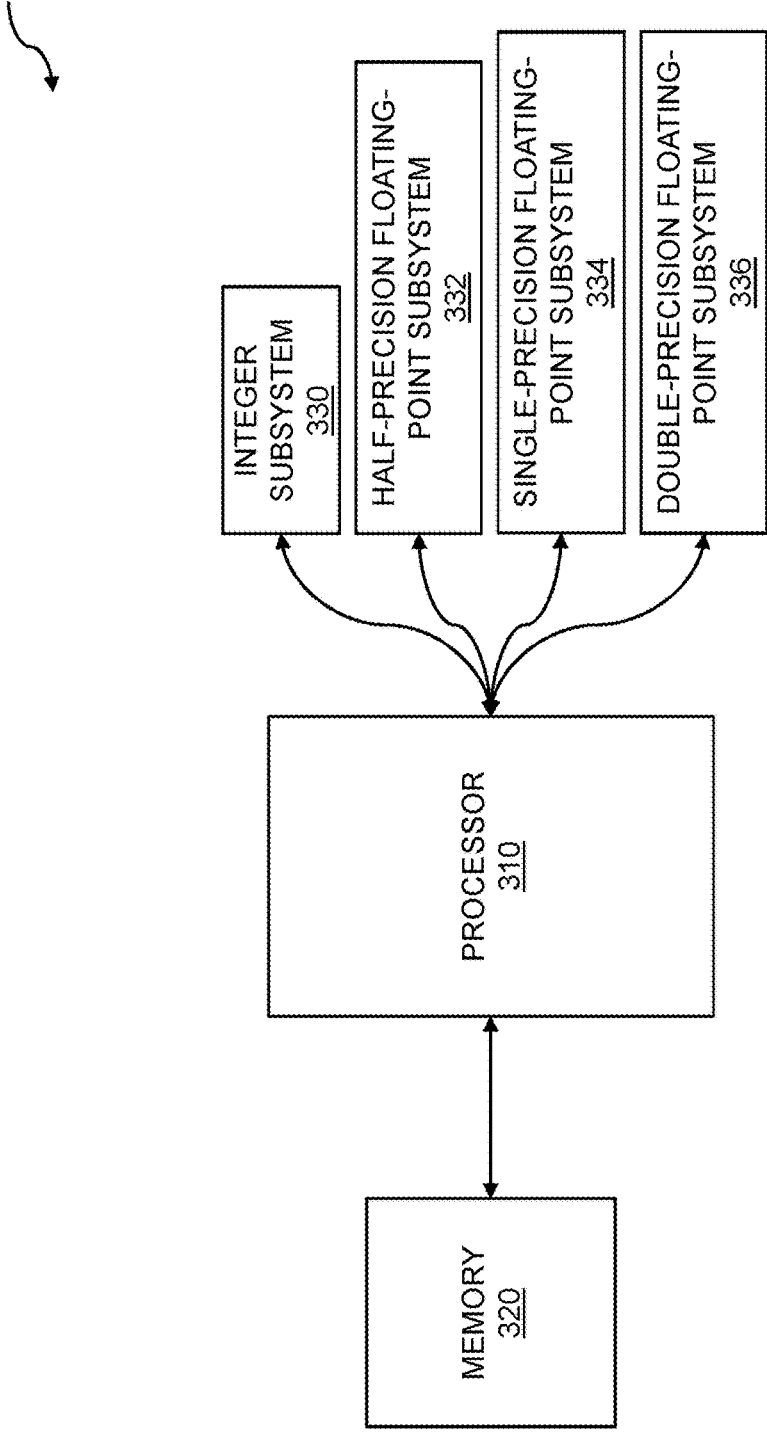 MEMORY
320
PROCESSOR
310
INTEGER
SUBSYSTEM
330
HALF-PRECISION FLOATING-
POINT SUBSYSTEM
332
SINGLE-PRECISION FLOATING-
POINT SUBSYSTEM
334
DOUBLE-PRECISION FLOATING-
POINT SUBSYSTEM
336